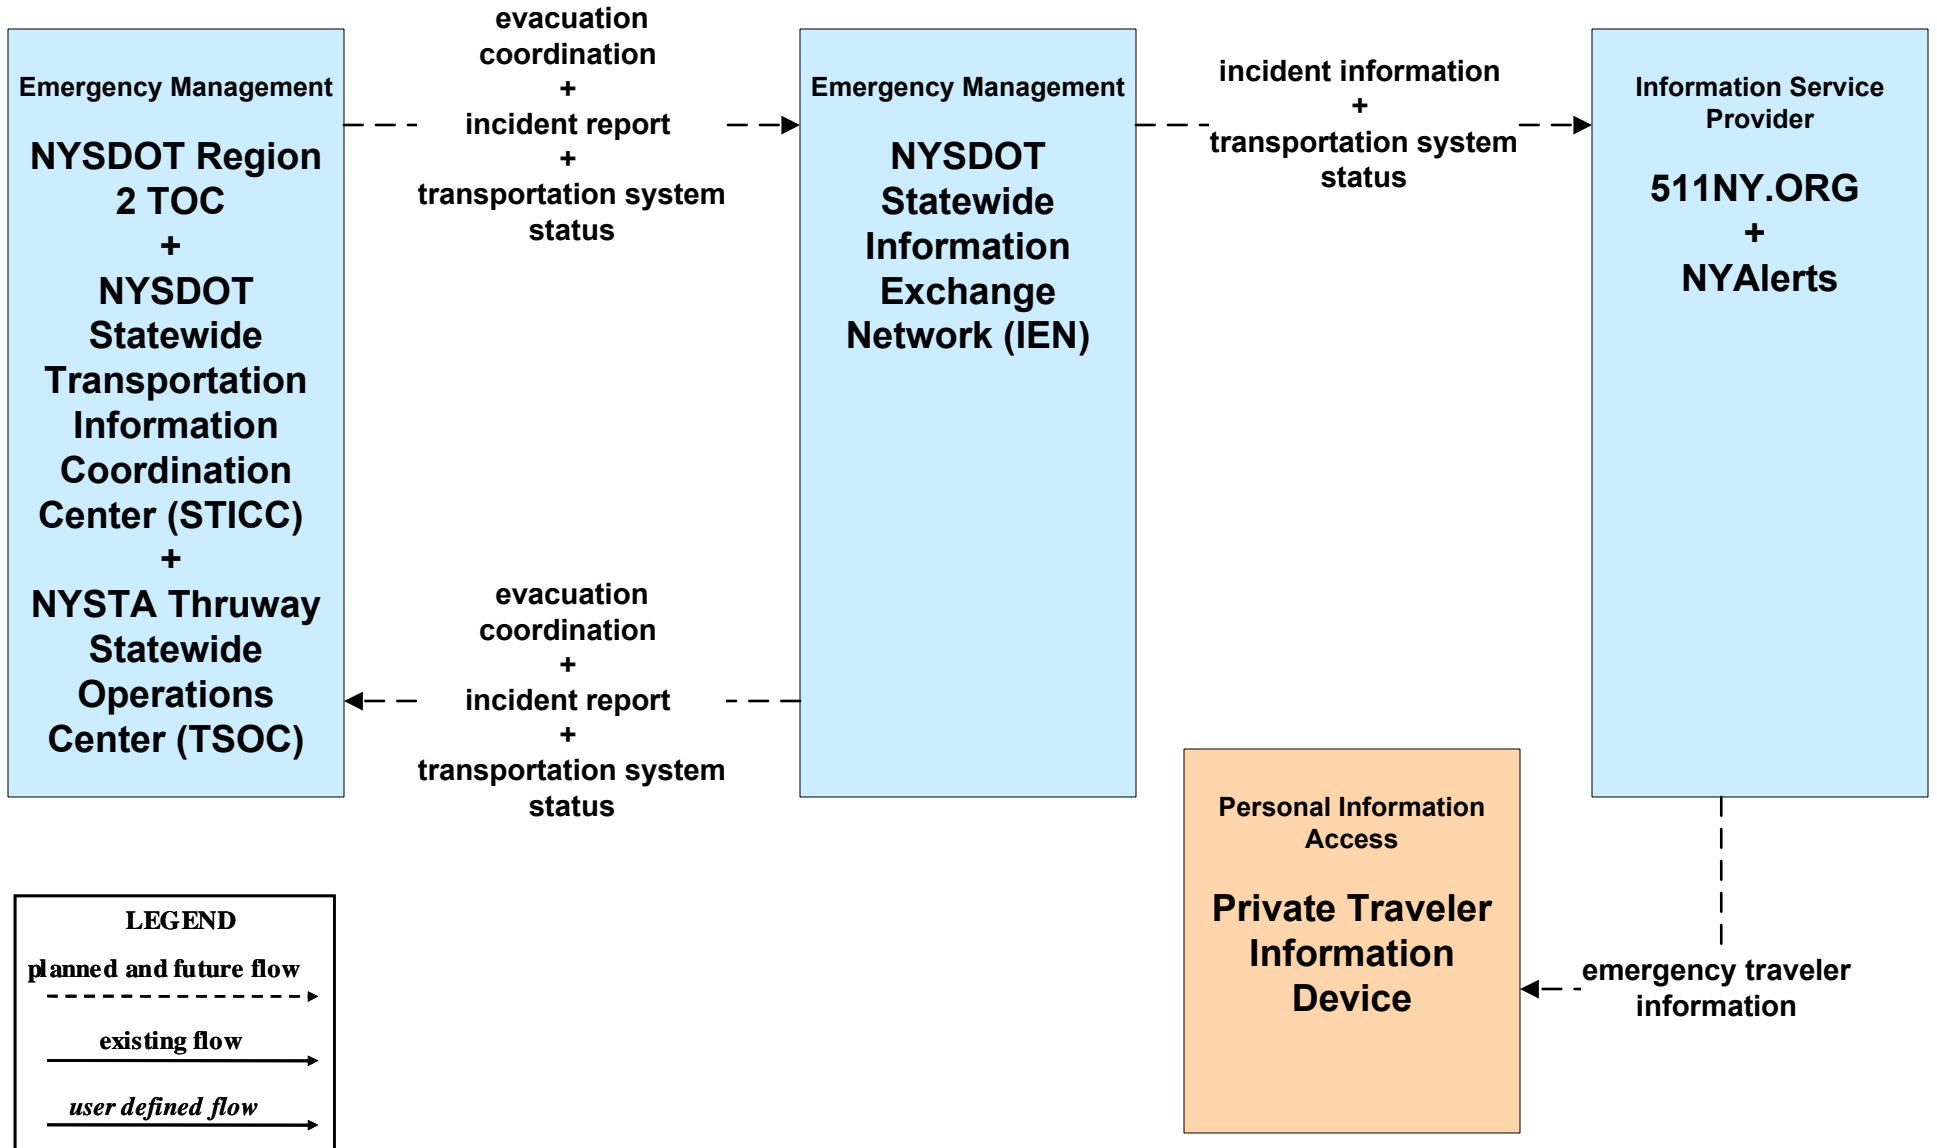 Emergency Management
NYSDOT Region
2 TOC
+
NYSDOT
Statewide
Transportation
Information
Coordination
Center (STICC)
+
NYSTA Thruway
Statewide
Operations
Center (TSOC)
evacuation
coordination
+
incident report
+
transportation system
status
evacuation
coordination
+
incident report
+
transportation system
status
Emergency Management
NYSDOT
Statewide
Information
Exchange
Network (IEN)
incident information
+
transportation system
status
Information Service
Provider
511NY.ORG
+
NYAlerts
Personal Information
Access
Private Traveler
Information
Device
emergency traveler
information
LEGEND
planned and future flow
existing flow
user defined flow